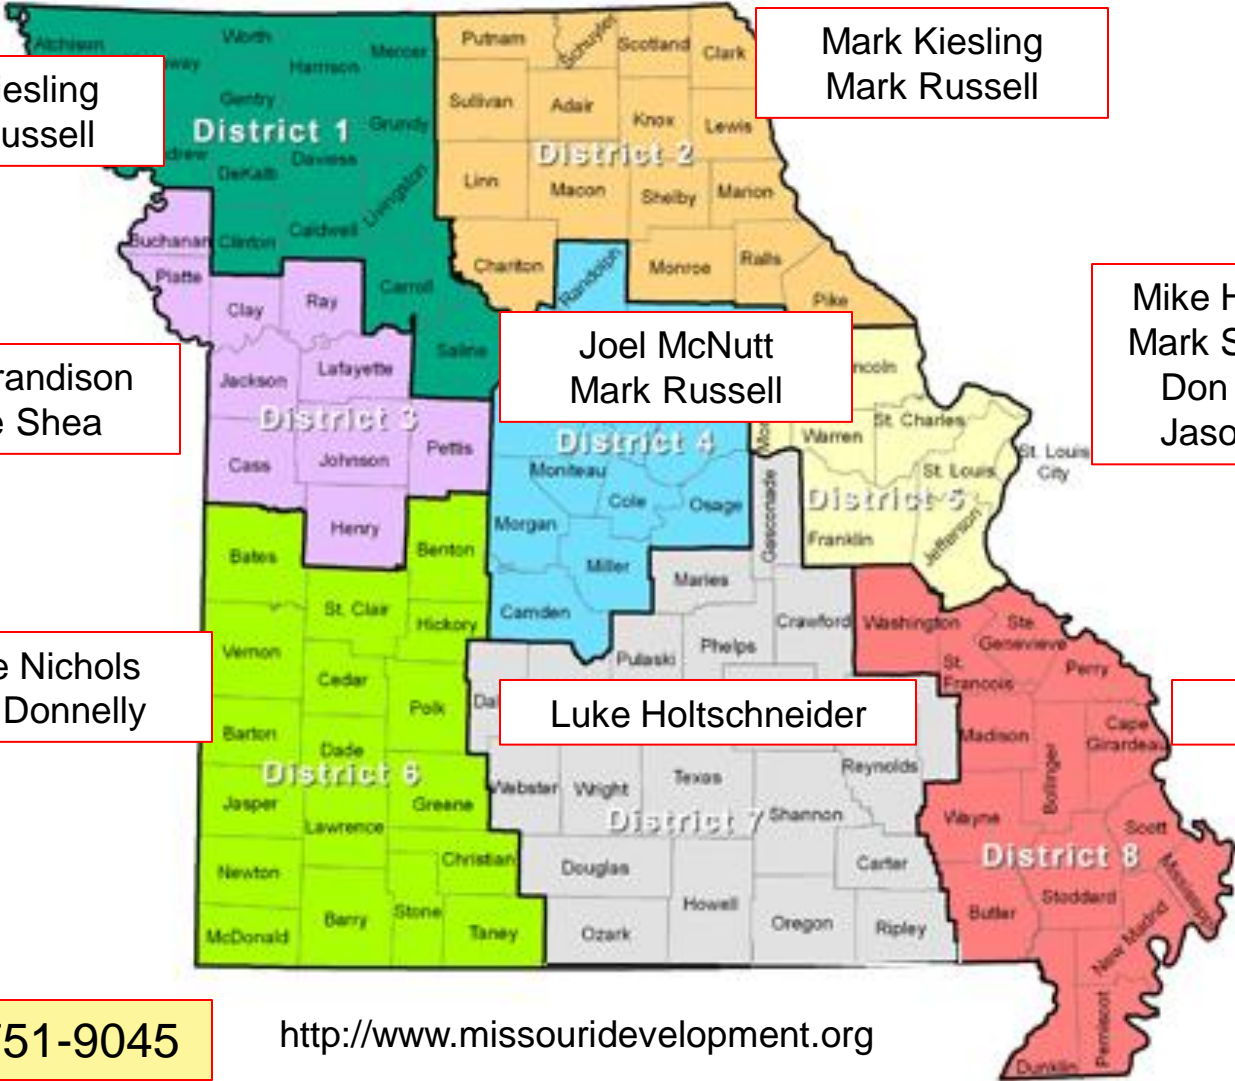 Atchison
Worth
Mercer
way
Harrison
Gentry
Grundy
District 1
drew
Daviess
DeKalb
Livingston
Caldwell
Clinton
Carroll
Saline
iesling
ussell
Putnam
Schuyler
Scotland
Clark
Sullivan
Adair
Knox
Lewis
District 2
Linn
Macon
Shelby
Marion
Chariton
Monroe
Ralls
Pike
Mark Kiesling
Mark Russell
Buchanan
Platte
Clay
Ray
Jackson
Lafayette
District 3
Cass
Johnson
Pettis
Henry
randison
e Shea
Randolph
Joel McNutt
Mark Russell
District 4
Moniteau
Cole
Osage
Morgan
Miller
Camden
ncoln
Mo
Warren
St. Charles
St. Louis
St. Louis
City
District 5
Franklin
Jefferson
Mike H
Mark S
Don
Jaso
Bates
Benton
St. Clair
Hickory
Vernon
Cedar
Polk
Barton
Dade
District 6
Jasper
Greene
Lawrence
Christian
Newton
Barry
Stone
Taney
McDonald
e Nichols
Donnelly
Gasconade
Maries
Crawford
Phelps
Pulaski
Dal
Luke Holtschneider
Reynolds
Webster
Wright
Texas
Shannon
District 7
Douglas
Carter
Howell
Ozark
Oregon
Ripley
Washington
Ste.
Genevieve
St.
Francois
Perry
Madison
Cape
Girardeau
Bollinger
Wayne
Scott
District 8
Mississippi
Stoddard
Butler
New Madrid
Pemiscot
Dunklin
751-9045
http://www.missouridevelopment.org